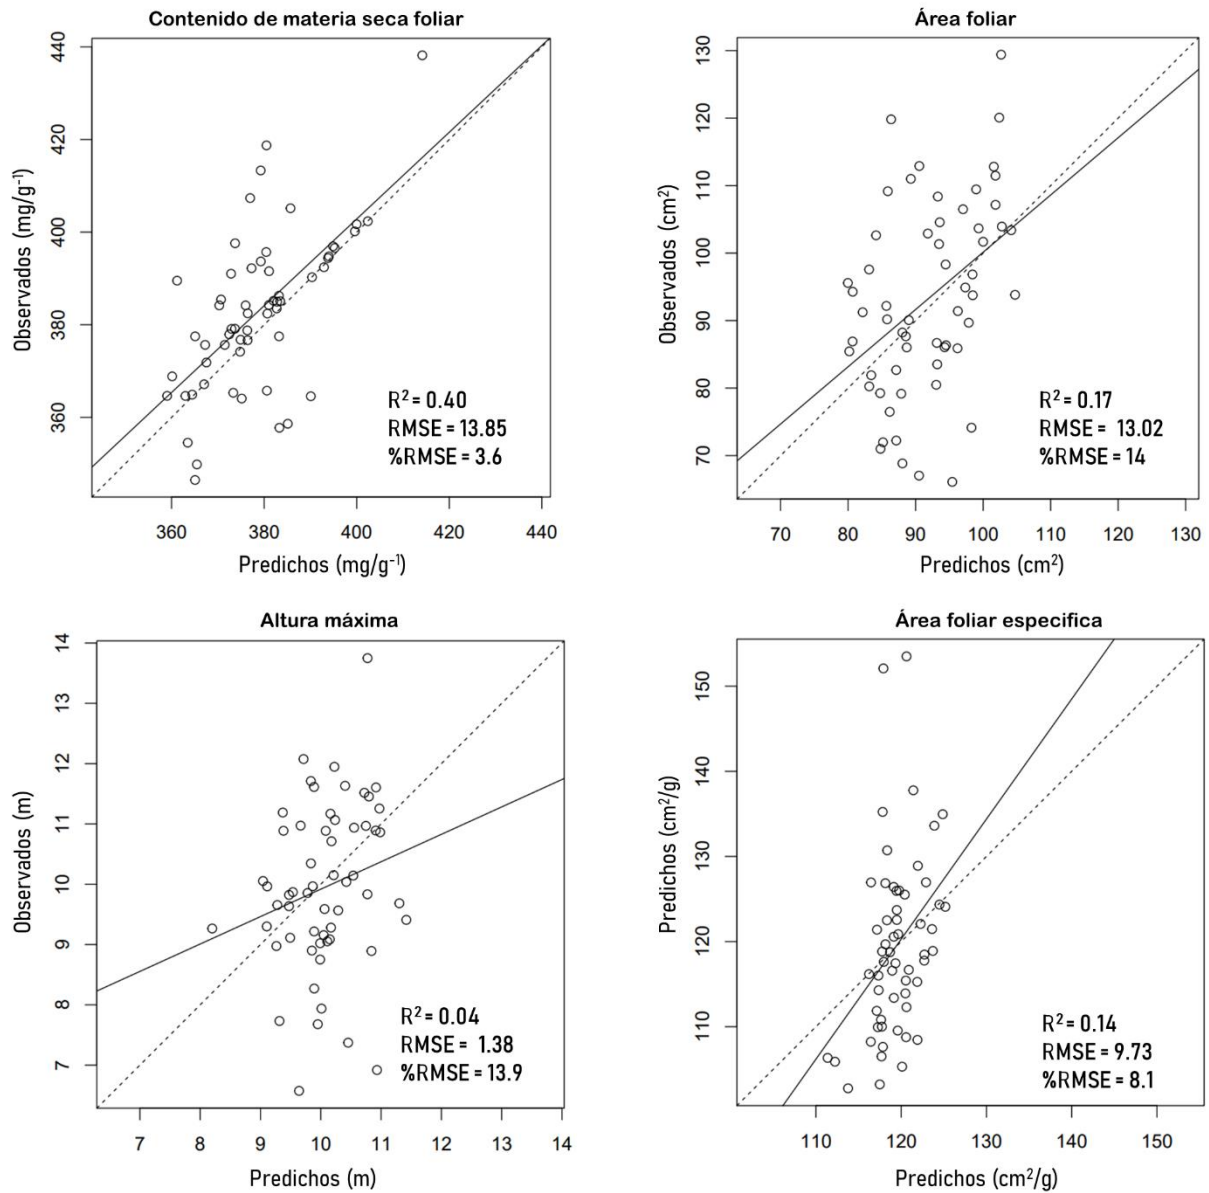 Contenido de materia seca foliar
Observados (mg/g⁻¹)
440
420
400
380
360
R² = 0.40
RMSE = 13.85
%RMSE = 3.6
360 380 400 420 440
Predichos (mg/g⁻¹)
Área foliar
Observados (cm²)
130
120
110
100
90
80
70
R² = 0.17
RMSE = 13.02
%RMSE = 14
70 80 90 100 110 120 130
Predichos (cm²)
Altura máxima
Observados (m)
14
13
12
11
10
9
8
7
R² = 0.04
RMSE = 1.38
%RMSE = 13.9
7 8 9 10 11 12 13 14
Predichos (m)
Área foliar especifica
Predichos (cm²/g)
150
140
130
120
110
R² = 0.14
RMSE = 9.73
%RMSE = 8.1
110 120 130 140 150
Predichos (cm²/g)